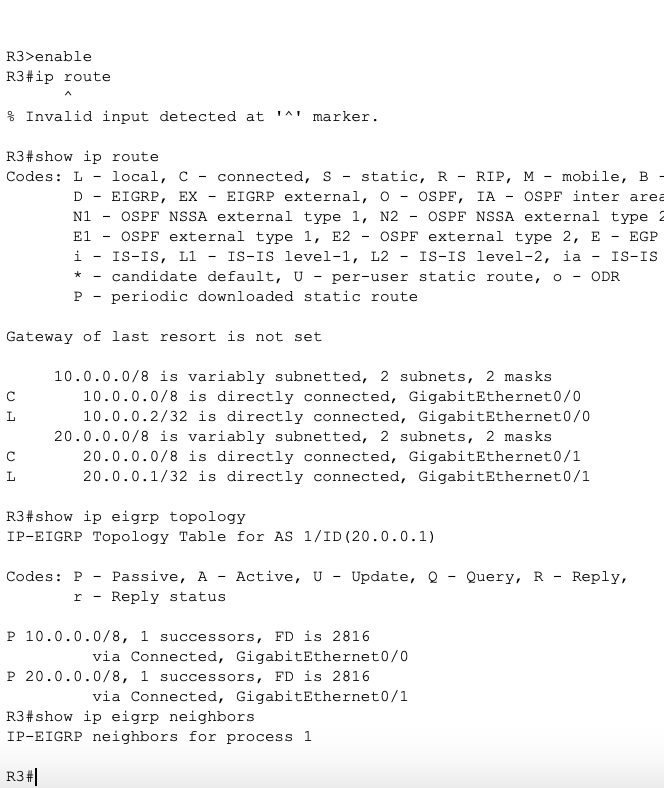 R3>enable
R3#ip route
^
% Invalid input detected at '^' marker.
R3#show ip route
Codes: L - local, C - connected, S - static, R - RIP, M - mobile, B -
D - EIGRP, EX - EIGRP external, O - OSPF, IA - OSPF inter area
N1 - OSPF NSSA external type 1, N2 - OSPF NSSA external type 2
E1 - OSPF external type 1, E2 - OSPF external type 2, E - EGP
i - IS-IS, L1 - IS-IS level-1, L2 - IS-IS level-2, ia - IS-IS
* - candidate default, U - per-user static route, o - ODR
P - periodic downloaded static route
Gateway of last resort is not set
10.0.0.0/8 is variably subnetted, 2 subnets, 2 masks
C 10.0.0.0/8 is directly connected, GigabitEthernet0/0
L 10.0.0.2/32 is directly connected, GigabitEthernet0/0
20.0.0.0/8 is variably subnetted, 2 subnets, 2 masks
C 20.0.0.0/8 is directly connected, GigabitEthernet0/1
L 20.0.0.1/32 is directly connected, GigabitEthernet0/1
R3#show ip eigrp topology
IP-EIGRP Topology Table for AS 1/ID(20.0.0.1)
Codes: P - Passive, A - Active, U - Update, Q - Query, R - Reply,
r - Reply status
P 10.0.0.0/8, 1 successors, FD is 2816
via Connected, GigabitEthernet0/0
P 20.0.0.0/8, 1 successors, FD is 2816
via Connected, GigabitEthernet0/1
R3#show ip eigrp neighbors
IP-EIGRP neighbors for process 1
R3#